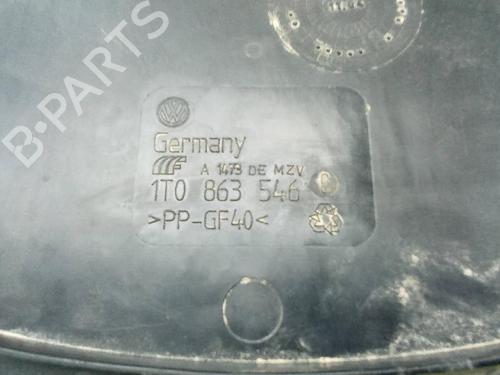 B-PARTS
Germany
A 1473 DE MZV
1T0 863 546 C
>PP-GF40<